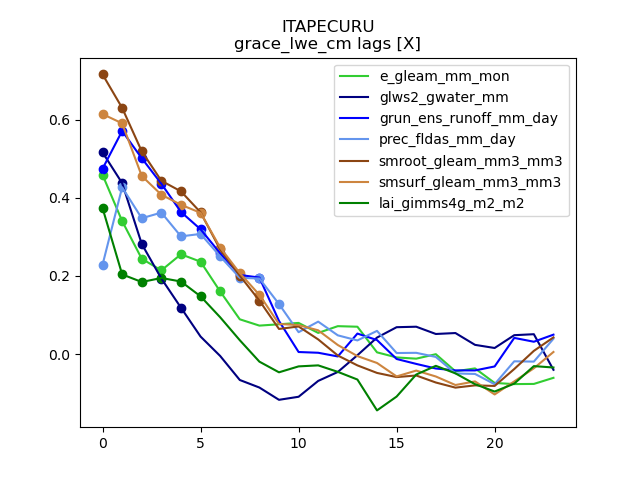 ITAPECURU
grace_lwe_cm lags [X]
e_gleam_mm_mon
glws2_gwater_mm
grun_ens_runoff_mm_day
prec_fldas_mm_day
smroot_gleam_mm3_mm3
smsurf_gleam_mm3_mm3
lai_gimms4g_m2_m2
0.6
0.4
0.2
0.0
0 5 10 15 20